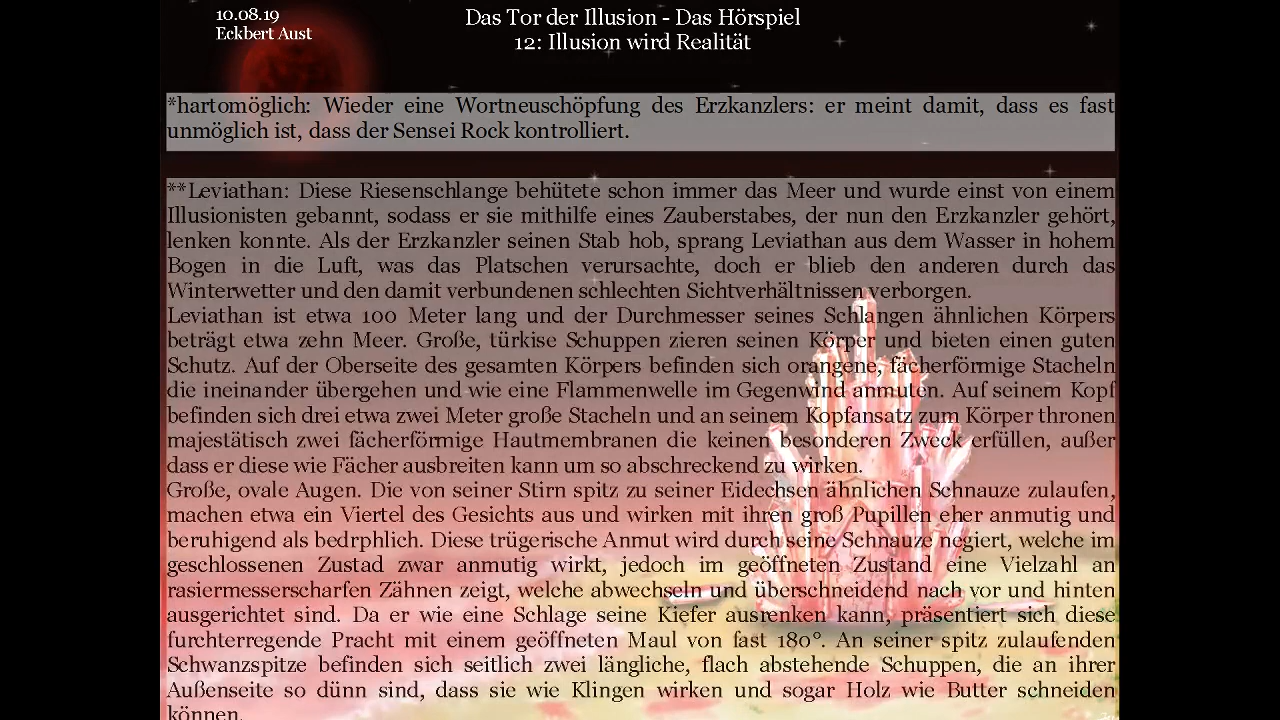 10.08.19
Eckbert Aust
Das Tor der Illusion - Das Hörspiel
12: Illusion wird Realität
*hartomöglich: Wieder eine Wortneuschöpfung des Erzkanzlers: er meint damit, dass es fast
unmöglich ist, dass der Sensei Rock kontrolliert.
**Leviathan: Diese Riesenschlange behütete schon immer das Meer und wurde einst von einem
Illusionisten gebannt, sodass er sie mithilfe eines Zauberstabes, der nun den Erzkanzler gehört,
lenken konnte. Als der Erzkanzler seinen Stab hob, sprang Leviathan aus dem Wasser in hohem
Bogen in die Luft, was das Platschen verursachte, doch er blieb den anderen durch das
Winterwetter und den damit verbundenen schlechten Sichtverhältnissen verborgen.
Leviathan ist etwa 100 Meter lang und der Durchmesser seines Schlangen ähnlichen Körpers
beträgt etwa zehn Meer. Große, türkise Schuppen zieren seinen Körper und bieten einen guten
Schutz. Auf der Oberseite des gesamten Körpers befinden sich orangene, fächerförmige Stacheln
die ineinander übergehen und wie eine Flammenwelle im Gegenwind anmuten. Auf seinem Kopf
befinden sich drei etwa zwei Meter große Stacheln und an seinem Kopfansatz zum Körper thronen
majestätisch zwei fächerförmige Hautmembranen die keinen besonderen Zweck erfüllen, außer
dass er diese wie Fächer ausbreiten kann um so abschreckend zu wirken.
Große, ovale Augen. Die von seiner Stirn spitz zu seiner Eidechsen ähnlichen Schnauze zulaufen,
machen etwa ein Viertel des Gesichts aus und wirken mit ihren groß Pupillen eher anmutig und
beruhigend als bedrphlich. Diese trügerische Anmut wird durch seine Schnauze negiert, welche im
geschlossenen Zustad zwar anmutig wirkt, jedoch im geöffneten Zustand eine Vielzahl an
rasiermesserscharfen Zähnen zeigt, welche abwechseln und überschneidend nach vor und hinten
ausgerichtet sind. Da er wie eine Schlage seine Kiefer ausrenken kann, präsentiert sich diese
furchterregende Pracht mit einem geöffneten Maul von fast 180°. An seiner spitz zulaufenden
Schwanzspitze befinden sich seitlich zwei längliche, flach abstehende Schuppen, die an ihrer
Außenseite so dünn sind, dass sie wie Klingen wirken und sogar Holz wie Butter schneiden
können.